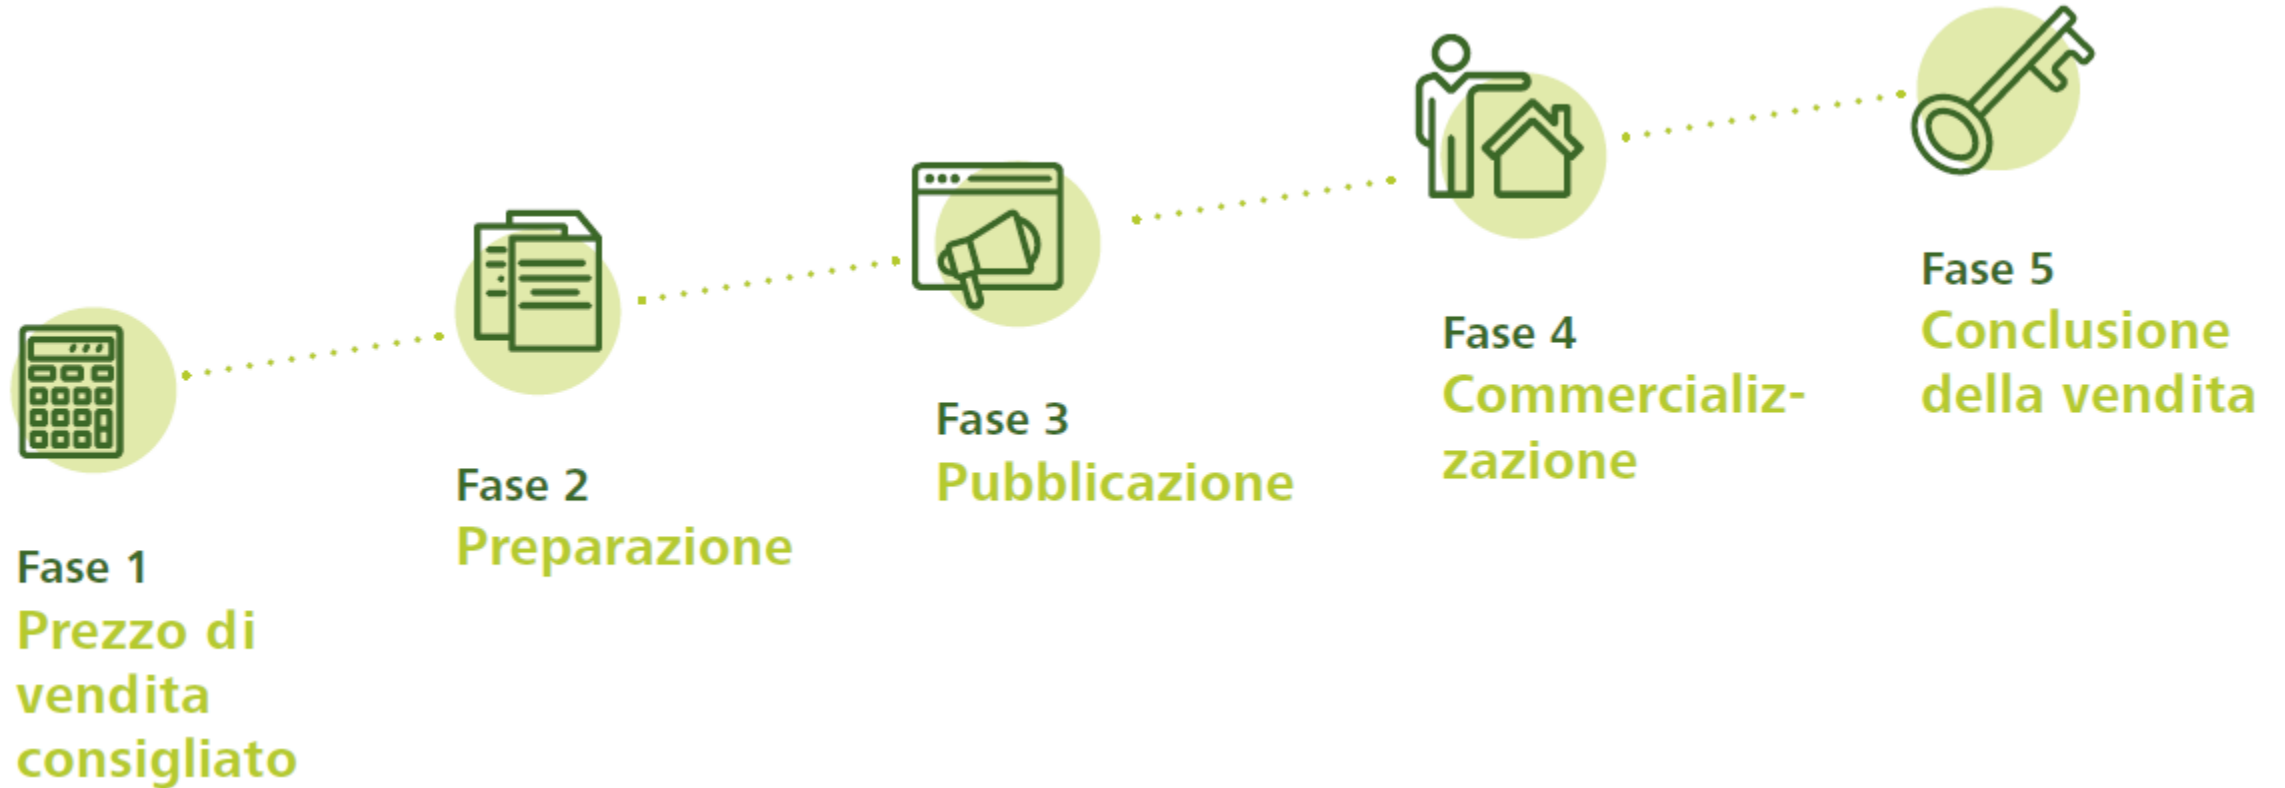 Fase 1
Prezzo di
vendita
consigliato
Fase 2
Preparazione
Fase 3
Pubblicazione
Fase 4
Commercializ-
zazione
Fase 5
Conclusione
della vendita